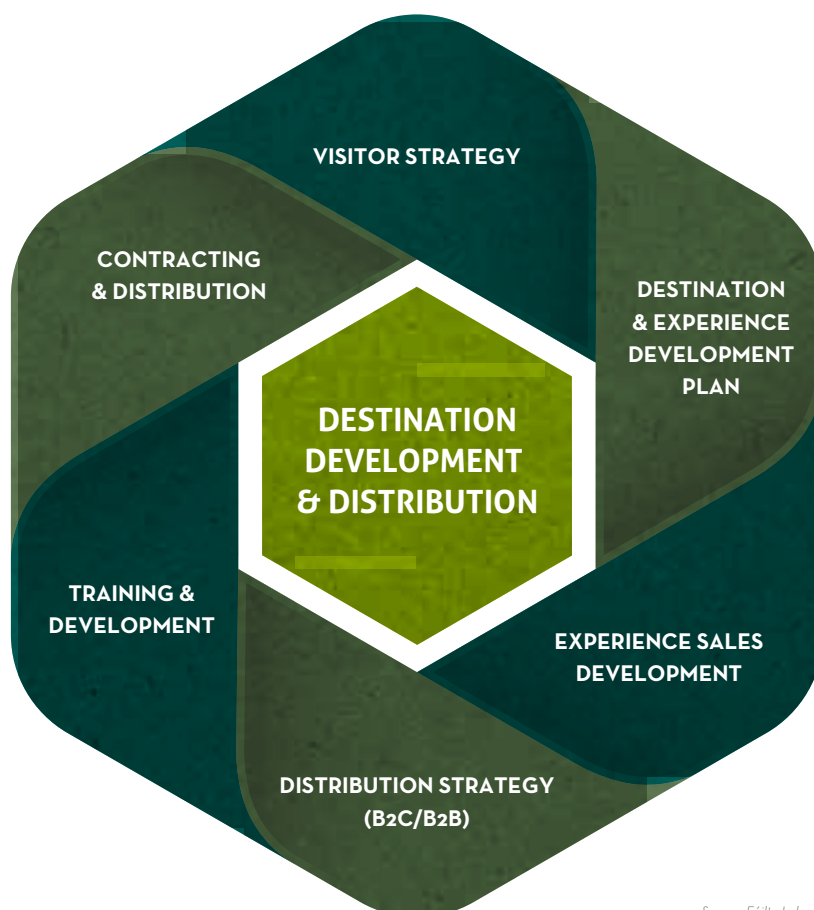 VISITOR STRATEGY
CONTRACTING
& DISTRIBUTION
DESTINATION
& EXPERIENCE
DEVELOPMENT
PLAN
DESTINATION
DEVELOPMENT
& DISTRIBUTION
TRAINING &
DEVELOPMENT
EXPERIENCE SALES
DEVELOPMENT
DISTRIBUTION STRATEGY
(B2C/B2B)